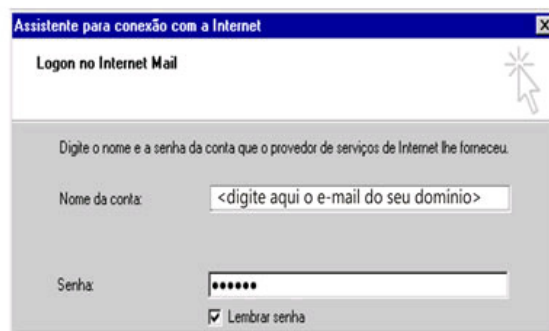 Assistente para conexão com a Internet
Logon no Internet Mail
Digite o nome e a senha da conta que o provedor de serviços de Internet lhe forneceu.
Nome da conta: <digite aqui o e-mail do seu domínio>
Senha: ••••••
Lembrar senha